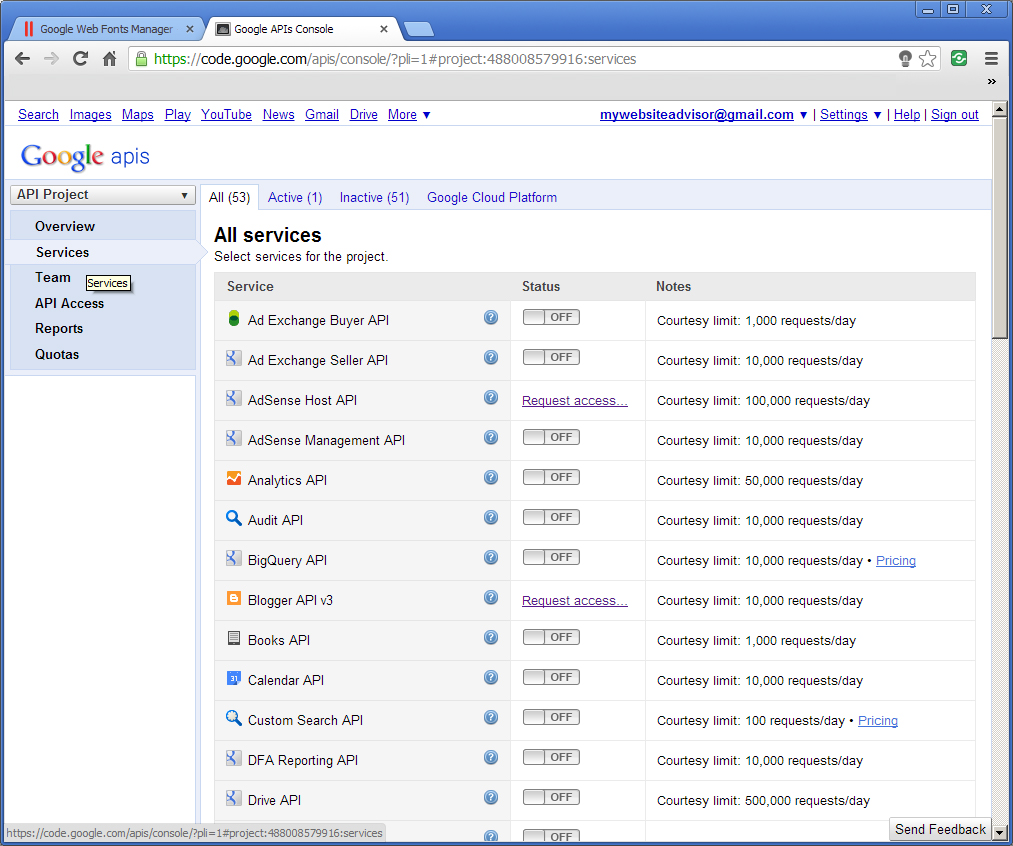 Google Web Fonts Manager
Google APIs Console
https://code.google.com/apis/console/?pli=1#project:488008579916:services
»
Search Images Maps Play YouTube News Gmail Drive More ▼
mywebsiteadvisor@gmail.com ▼ | Settings ▼ | Help | Sign out
Google apis
API Project ▼
Overview
Services
Team
Services
API Access
Reports
Quotas
All (53) Active (1) Inactive (51) Google Cloud Platform
All services
Select services for the project.
Service Status Notes
Ad Exchange Buyer API ? OFF Courtesy limit: 1,000 requests/day
Ad Exchange Seller API ? OFF Courtesy limit: 10,000 requests/day
AdSense Host API ? Request access... Courtesy limit: 100,000 requests/day
AdSense Management API ? OFF Courtesy limit: 10,000 requests/day
Analytics API ? OFF Courtesy limit: 50,000 requests/day
Audit API ? OFF Courtesy limit: 10,000 requests/day
BigQuery API ? OFF Courtesy limit: 10,000 requests/day • Pricing
Blogger API v3 ? Request access... Courtesy limit: 10,000 requests/day
Books API ? OFF Courtesy limit: 1,000 requests/day
31 Calendar API ? OFF Courtesy limit: 10,000 requests/day
Custom Search API ? OFF Courtesy limit: 100 requests/day • Pricing
DFA Reporting API ? OFF Courtesy limit: 10,000 requests/day
Drive API ? OFF Courtesy limit: 500,000 requests/day
? OFF
https://code.google.com/apis/console/?pli=1#project:488008579916:services
Send Feedback